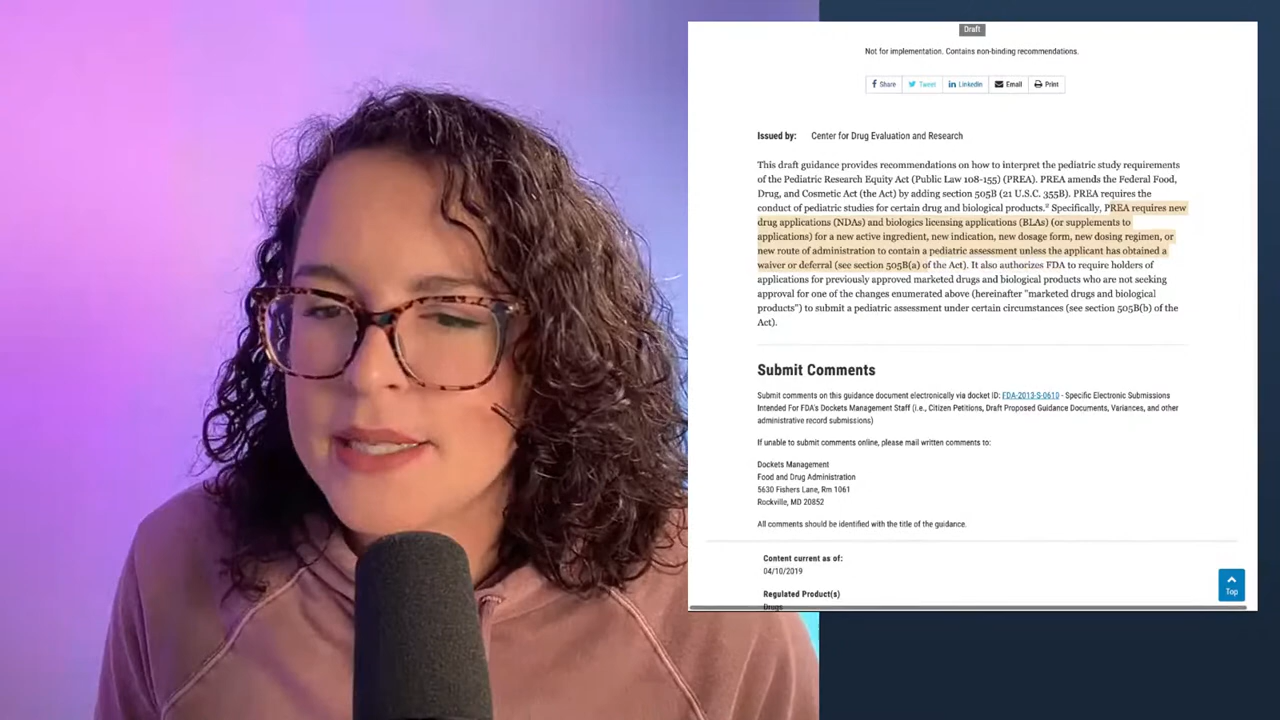 Draft
Not for implementation. Contains non-binding recommendations.
Share Tweet Linkedin Email Print
Issued by: Center for Drug Evaluation and Research
This draft guidance provides recommendations on how to interpret the pediatric study requirements
of the Pediatric Research Equity Act (Public Law 108-155) (PREA). PREA amends the Federal Food,
Drug, and Cosmetic Act (the Act) by adding section 505B (21 U.S.C. 355B). PREA requires the
conduct of pediatric studies for certain drug and biological products.² Specifically, PREA requires new
drug applications (NDAs) and biologics licensing applications (BLAs) (or supplements to
applications) for a new active ingredient, new indication, new dosage form, new dosing regimen, or
new route of administration to contain a pediatric assessment unless the applicant has obtained a
waiver or deferral (see section 505B(a) of the Act). It also authorizes FDA to require holders of
applications for previously approved marketed drugs and biological products who are not seeking
approval for one of the changes enumerated above (hereinafter "marketed drugs and biological
products") to submit a pediatric assessment under certain circumstances (see section 505B(b) of the
Act).
Submit Comments
Submit comments on this guidance document electronically via docket ID: FDA-2013-S-0610 - Specific Electronic Submissions
Intended For FDA's Dockets Management Staff (i.e., Citizen Petitions, Draft Proposed Guidance Documents, Variances, and other
administrative record submissions)
If unable to submit comments online, please mail written comments to:
Dockets Management
Food and Drug Administration
5630 Fishers Lane, Rm 1061
Rockville, MD 20852
All comments should be identified with the title of the guidance.
Content current as of:
04/10/2019
Regulated Product(s)
Drugs
Top